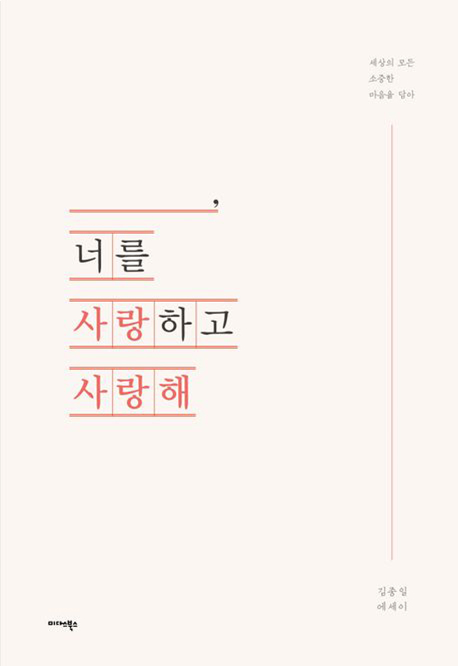 세상의 모든
소중한
마음을 담아
,
너를
사랑하고
사랑해
김종일
에세이
미다스북스